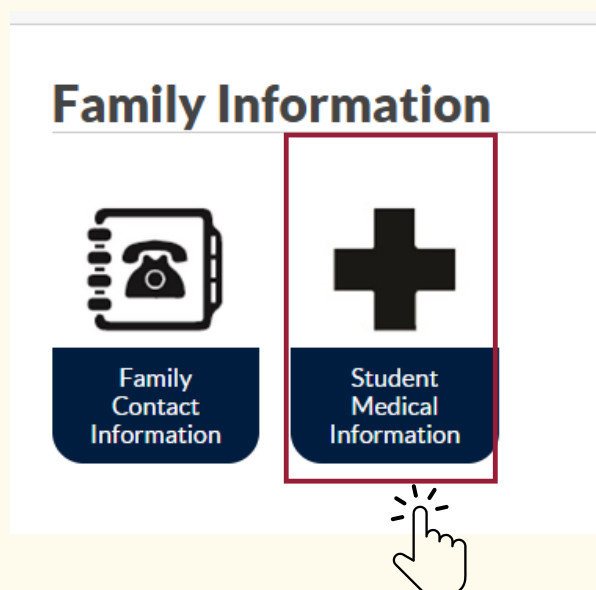 Family Information
Family
Contact
Information
Student
Medical
Information